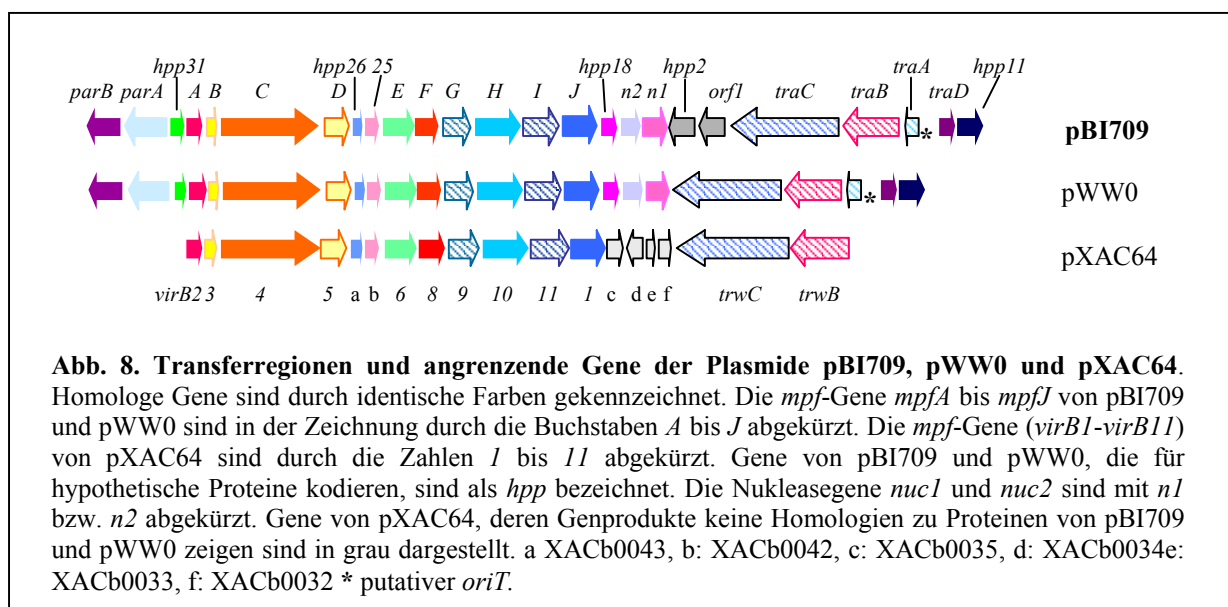 hpp31 hpp26 25 hpp18 hpp2 traA hpp11
parB parA A B C D E F G H I J n2 n1 orf1 traC traB traD
* pBI709
* pWW0
pXAC64
virB2 3 4 5 a b 6 8 9 10 11 1 c d e f trwC trwB
Abb. 8. Transferregionen und angrenzende Gene der Plasmide pBI709, pWW0 und pXAC64.
Homologe Gene sind durch identische Farben gekennzeichnet. Die mpf-Gene mpfA bis mpfJ von pBI709
und pWW0 sind in der Zeichnung durch die Buchstaben A bis J abgekürzt. Die mpf-Gene (virB1-virB11)
von pXAC64 sind durch die Zahlen 1 bis 11 abgekürzt. Gene von pBI709 und pWW0, die für
hypothetische Proteine kodieren, sind als hpp bezeichnet. Die Nukleasegene nuc1 und nuc2 sind mit n1
bzw. n2 abgekürzt. Gene von pXAC64, deren Genprodukte keine Homologien zu Proteinen von pBI709
und pWW0 zeigen sind in grau dargestellt. a XACb0043, b: XACb0042, c: XACb0035, d: XACb0034e:
XACb0033, f: XACb0032 * putativer oriT.